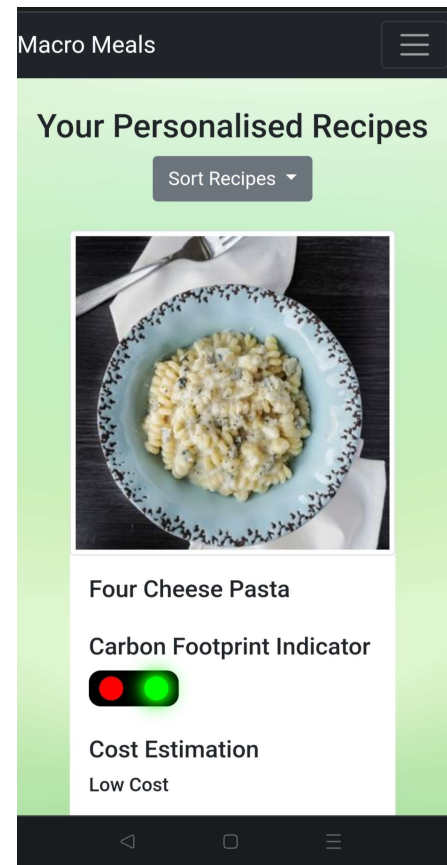 Macro Meals
Your Personalised Recipes
Sort Recipes
Four Cheese Pasta
Carbon Footprint Indicator
Cost Estimation
Low Cost